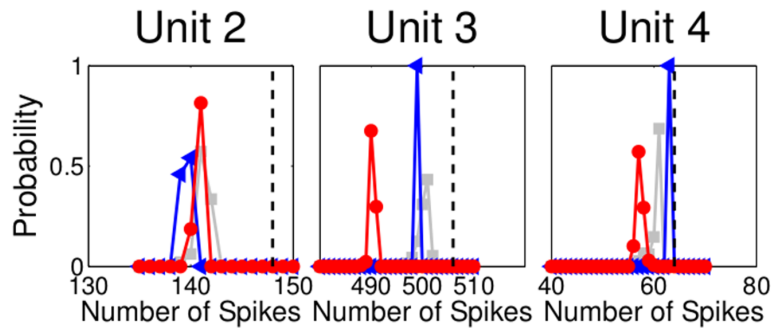 Unit 2 Unit 3 Unit 4
Probability
1
0.5
0
130 140 150 490 500 510 40 60 80
Number of Spikes Number of Spikes Number of Spikes